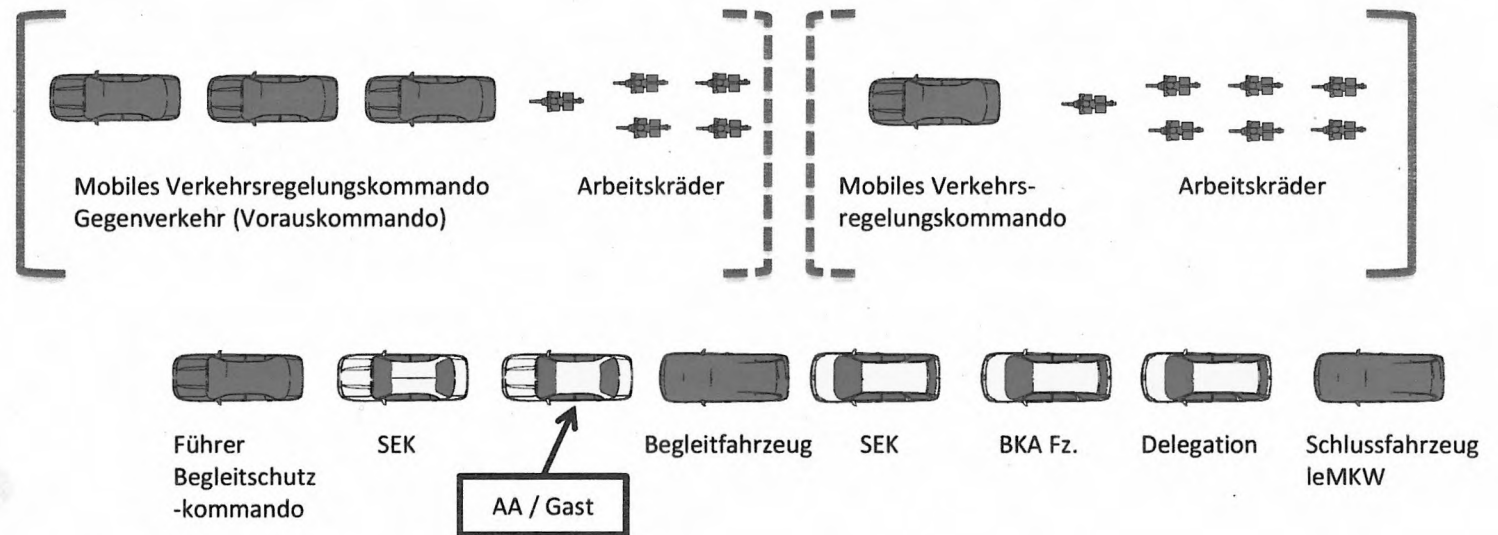 Mobiles Verkehrsregelungskommando
Gegenverkehr (Vorauskommando)
Arbeitskräder
Mobiles Verkehrs-
regelungskommando
Arbeitskräder
Führer
Begleitschutz
-kommando
SEK
AA / Gast
Begleitfahrzeug
SEK
BKA Fz.
Delegation
Schlussfahrzeug
leMKW